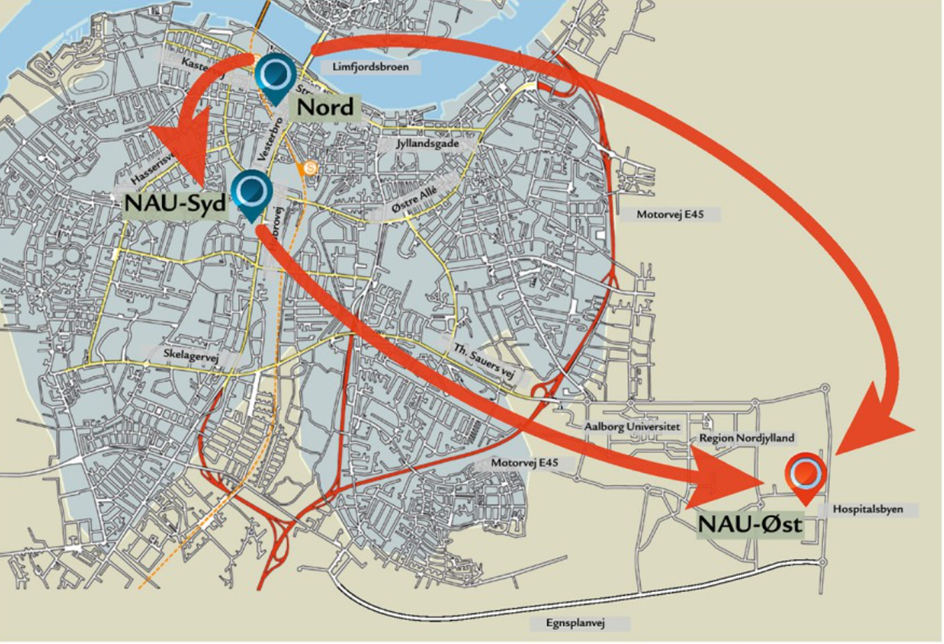 Limfjordsbroen
Nord
Vesterbro
Jyllandsgade
NAU-Syd
Østre Allé
Motorvej E45
Skelagervej
Th. Sauers vej
Aalborg Universitet
Region Nordjylland
Motorvej E45
NAU-Øst
Hospitalsbyen
Egnsplanvej